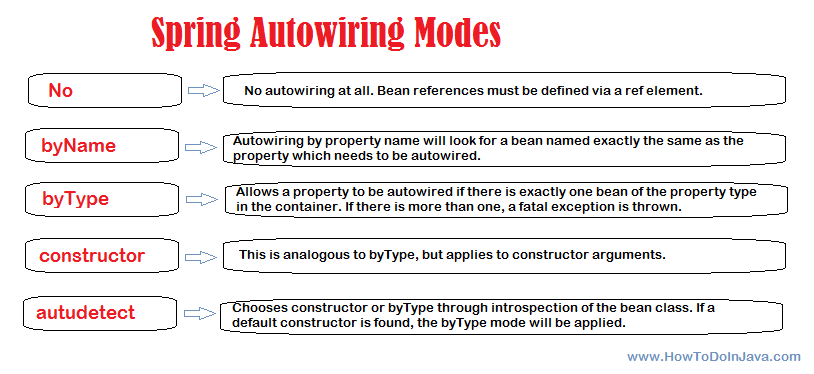 Spring Autowiring Modes
No
No autowiring at all. Bean references must be defined via a ref element.
byName
Autowiring by property name will look for a bean named exactly the same as the
property which needs to be autowired.
byType
Allows a property to be autowired if there is exactly one bean of the property type
in the container. If there is more than one, a fatal exception is thrown.
constructor
This is analogous to byType, but applies to constructor arguments.
autudetect
Chooses constructor or byType through introspection of the bean class. If a
default constructor is found, the byType mode will be applied.
www.HowToDoInJava.com